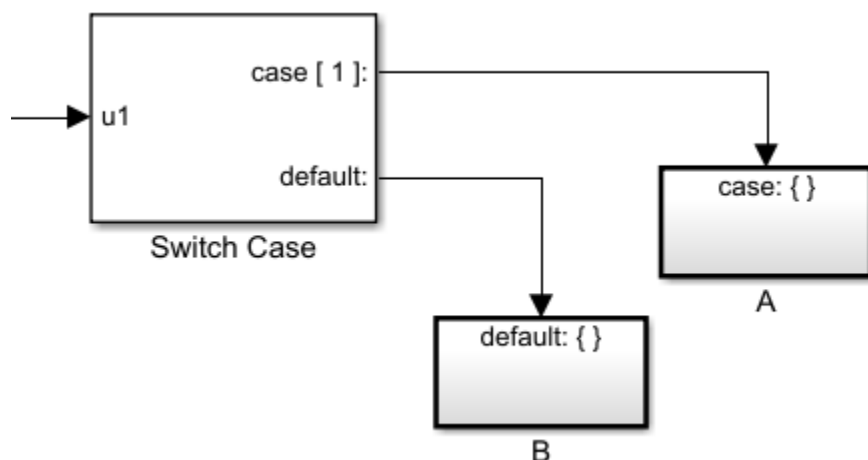 case [ 1 ]:
u1
default:
Switch Case
case: { }
A
default: { }
B